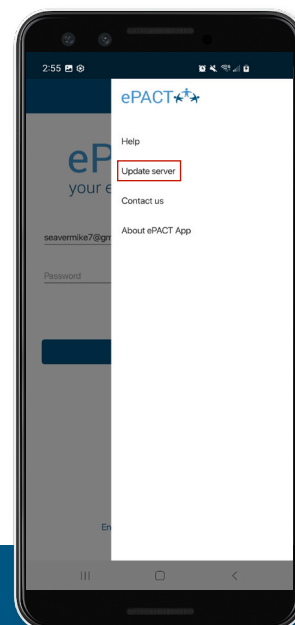 2:55
ePACT
Help
eP
Update server
your e
Contact us
seavermike7@gm
About ePACT App
Password
En